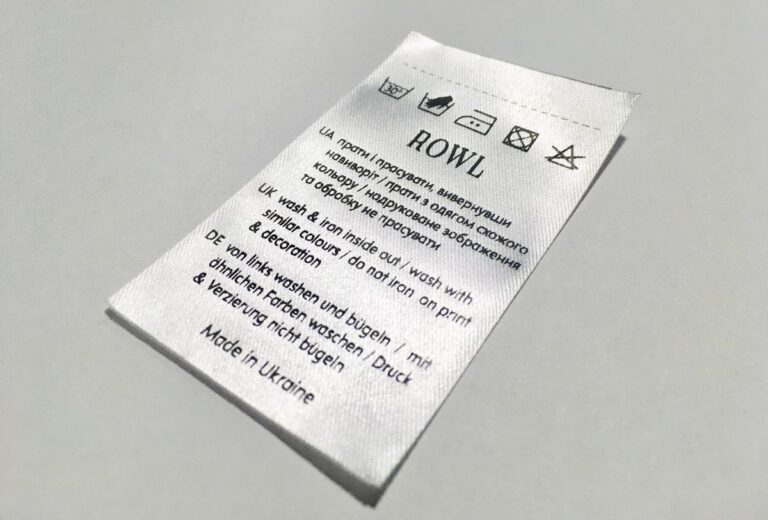 30°
ROWL
UA прати і прасувати, вивернувши
навиворіт / прати з одягом схожого
кольору / надруковане зображення
та обробку не прасувати
UK wash & iron inside out / wash with
similar colours / do not iron on print
& decoration
DE von links washen und bügeln / mit
ähnlichen Farben waschen / Druck
& Verzierung nicht bügeln
Made in Ukraine